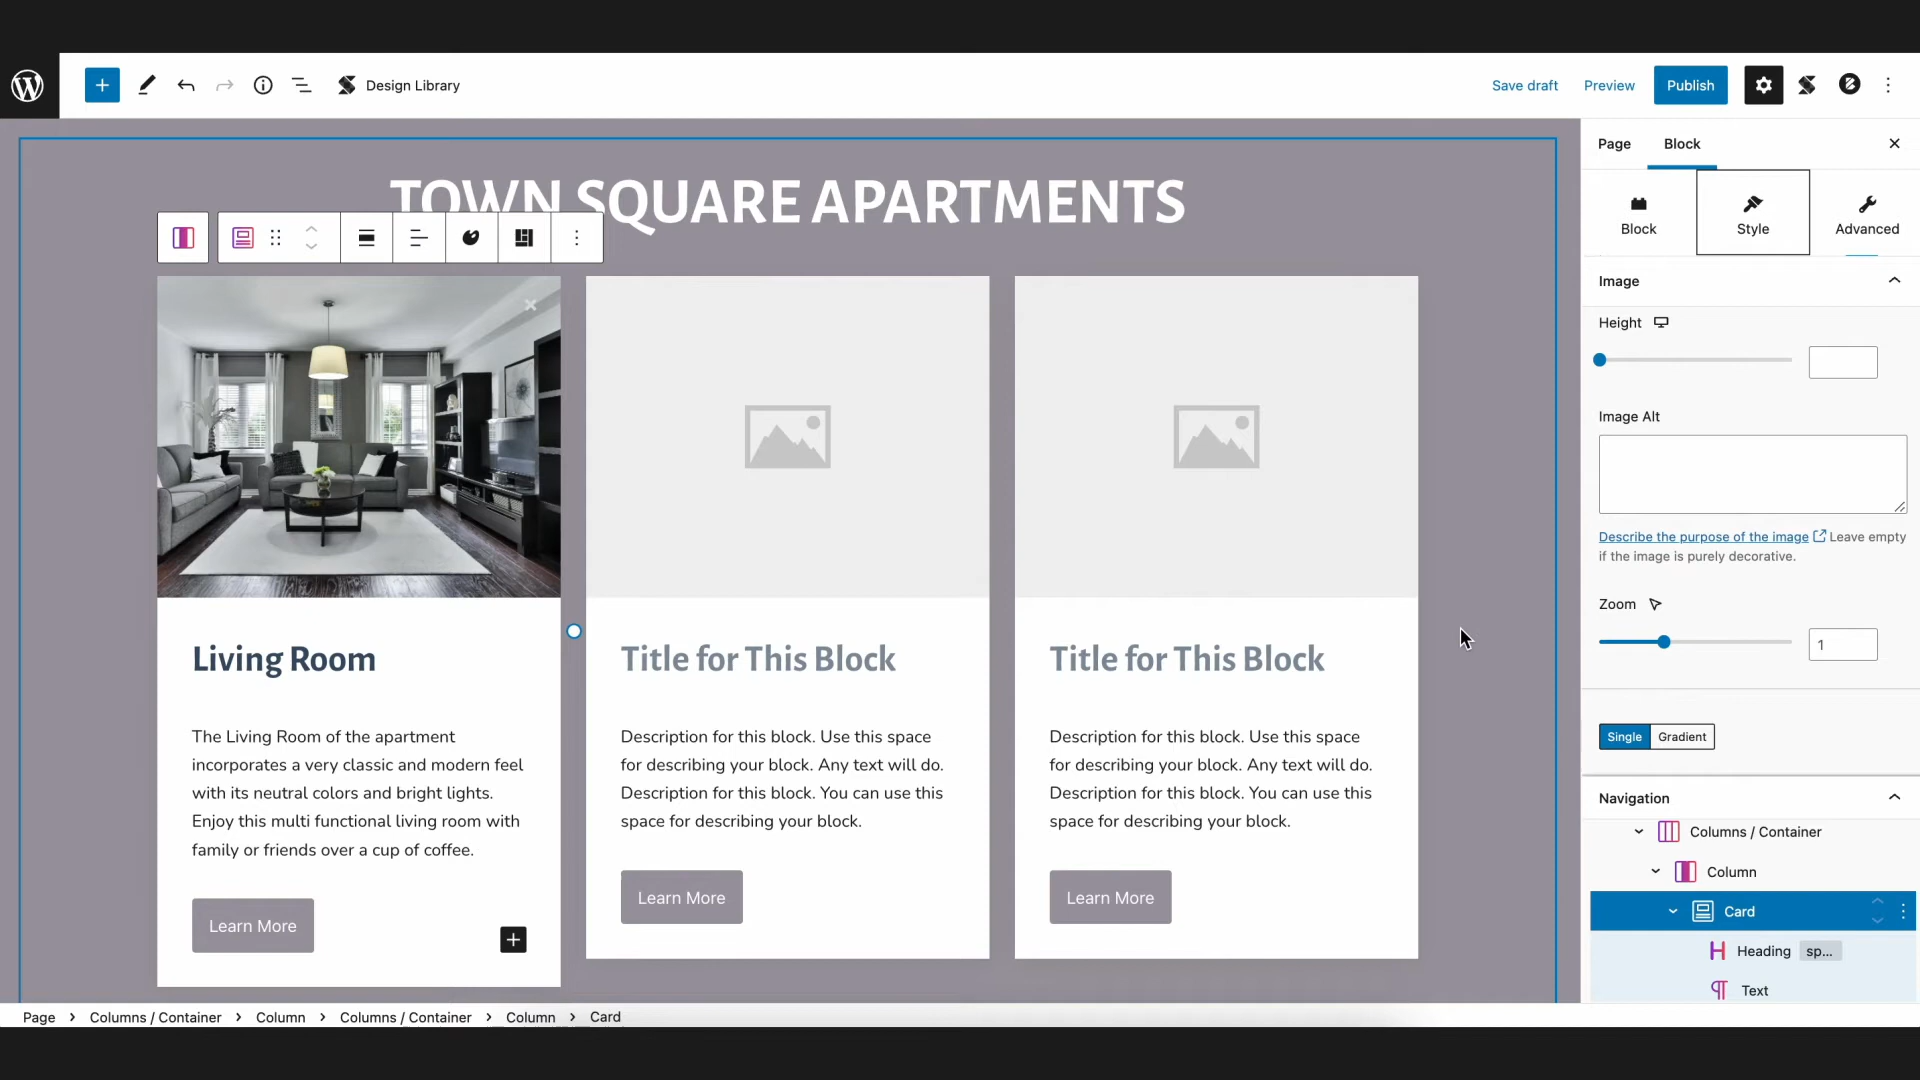 Design Library
Save draft
Preview
Publish
Page
Block
TOWN SQUARE APARTMENTS
Block
Style
Advanced
Image
Height
Image Alt
Describe the purpose of the image Leave empty
if the image is purely decorative.
Zoom
1
Single
Gradient
Living Room
The Living Room of the apartment
incorporates a very classic and modern feel
with its neutral colors and bright lights.
Enjoy this multi functional living room with
family or friends over a cup of coffee.
Learn More
Title for This Block
Description for this block. Use this space
for describing your block. Any text will do.
Description for this block. You can use this
space for describing your block.
Learn More
Title for This Block
Description for this block. Use this space
for describing your block. Any text will do.
Description for this block. You can use this
space for describing your block.
Learn More
Navigation
Columns / Container
Column
Card
Heading sp...
Text
Page > Columns / Container > Column > Columns / Container > Column > Card